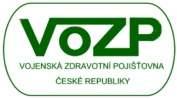 VoZP
VOJENSKÁ ZDRAVOTNÍ POJIŠŤOVNA
ČESKÉ REPUBLIKY